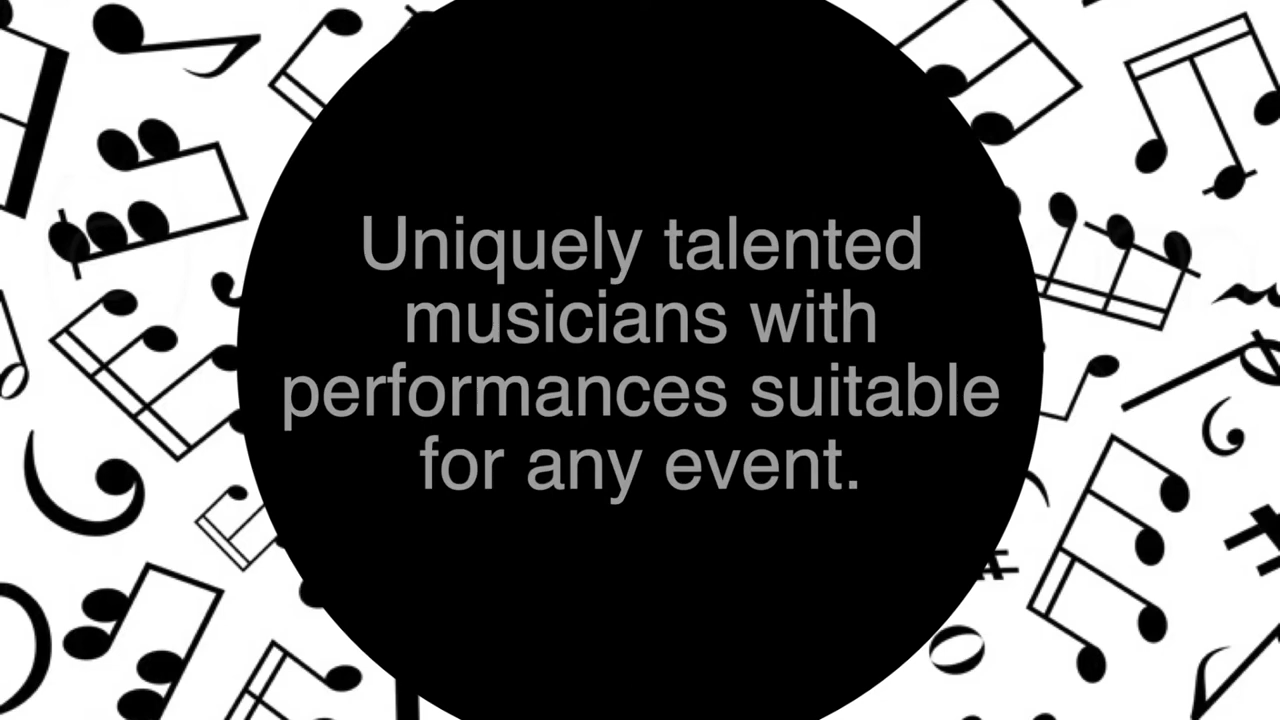 Uniquely talented
musicians with
performances suitable
for any event.